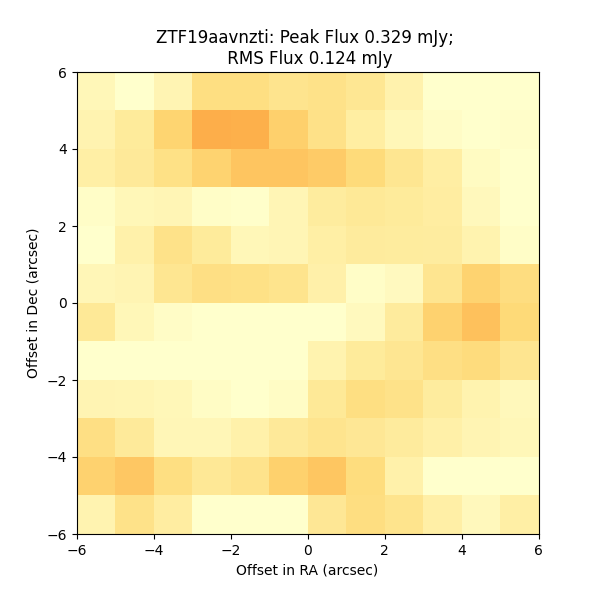 ZTF19aavnzti: Peak Flux 0.329 mJy;
RMS Flux 0.124 mJy
6
4
2
0
−2
−4
−6
Offset in Dec (arcsec)
−6 −4 −2 0 2 4 6
Offset in RA (arcsec)